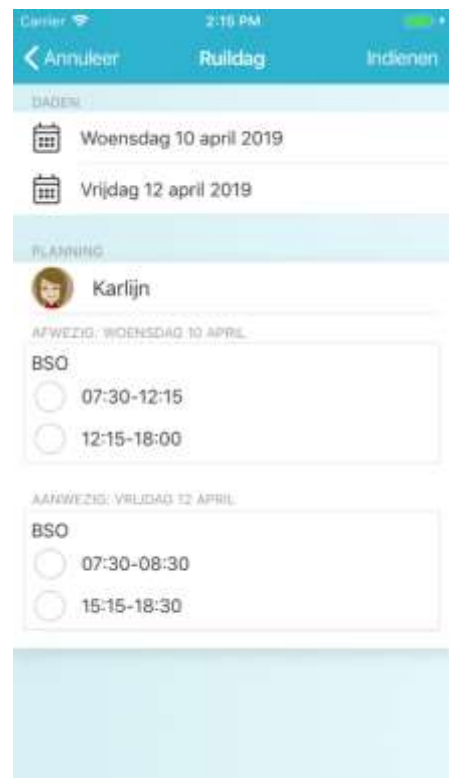 Carrier 2:15 PM
Annuleer Ruildag Indienen
DADEN
Woensdag 10 april 2019
Vrijdag 12 april 2019
PLANNING
Karlijn
AFWEZIG: WOENSDAG 10 APRIL
BSO
07:30-12:15
12:15-18:00
AANWEZIG: VRIJDAG 12 APRIL
BSO
07:30-08:30
15:15-18:30